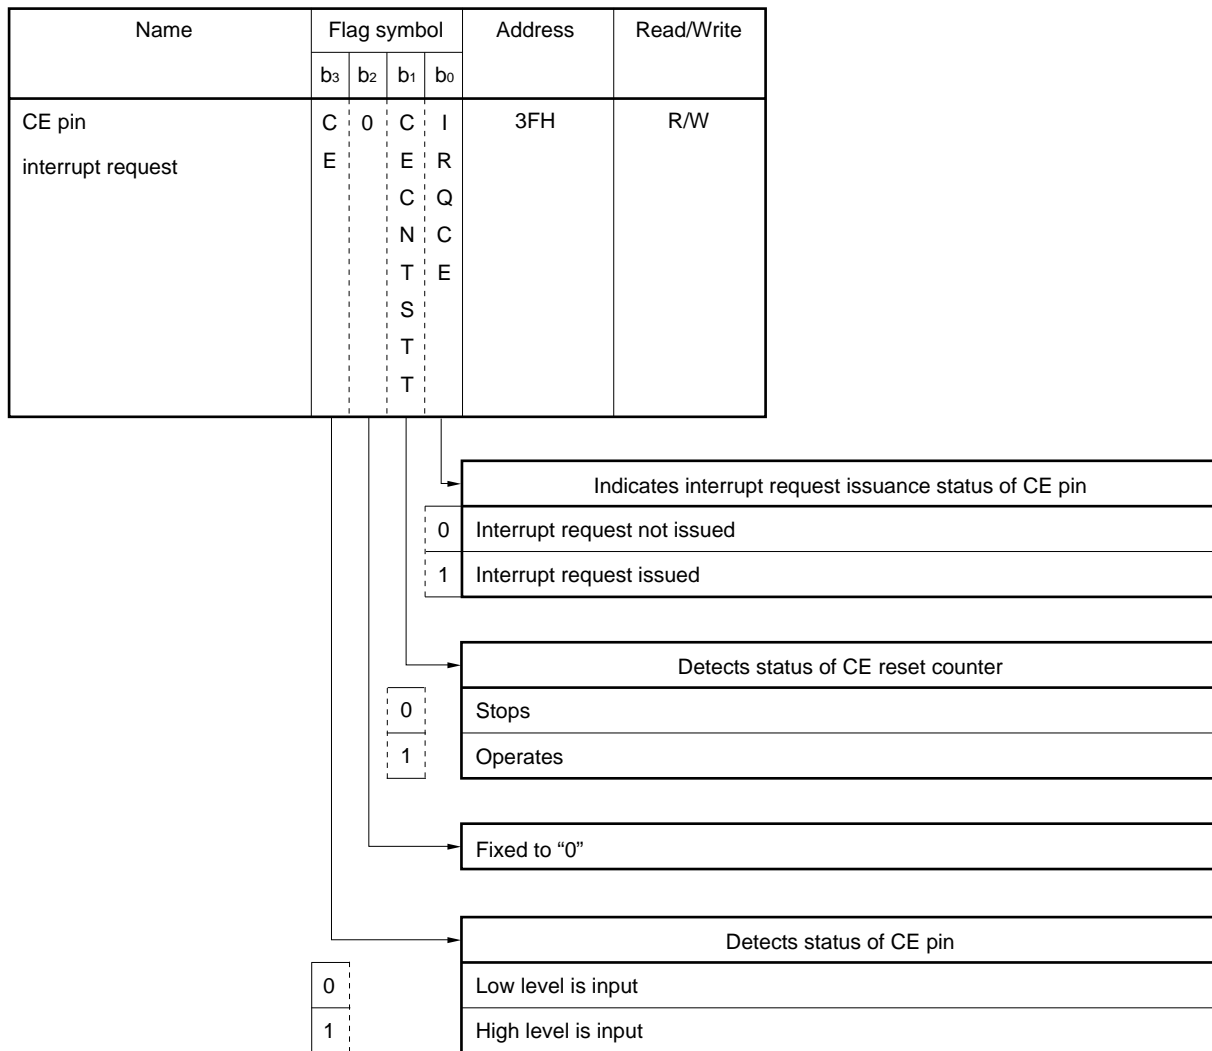 Name Flag symbol Address Read/Write
b3 b2 b1 b0
CE pin C 0 C I 3FH R/W
interrupt request E E R
C Q
N C
T E
S
T
T
Indicates interrupt request issuance status of CE pin
0 Interrupt request not issued
1 Interrupt request issued
Detects status of CE reset counter
0 Stops
1 Operates
Fixed to “0”
Detects status of CE pin
0 Low level is input
1 High level is input